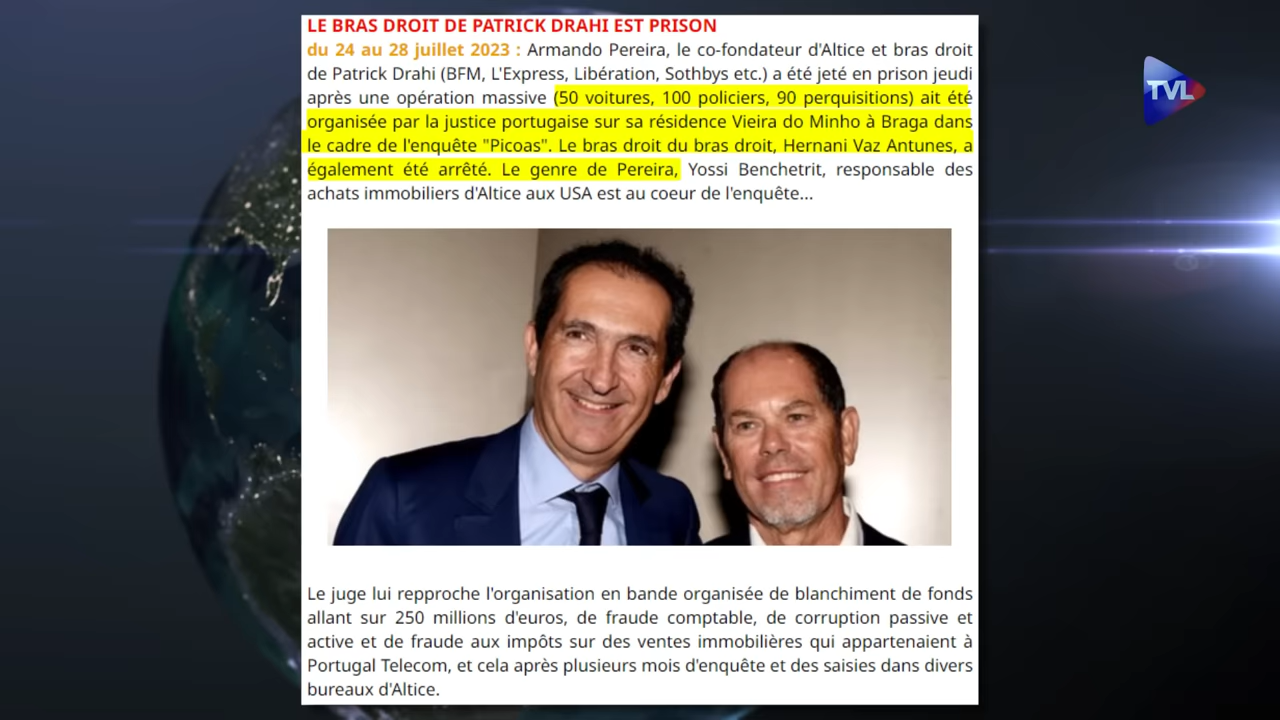 LE BRAS DROIT DE PATRICK DRAHI EST PRISON
du 24 au 28 juillet 2023 : Armando Pereira, le co-fondateur d'Altice et bras droit
de Patrick Drahi (BFM, L'Express, Libération, Sothbys etc.) a été jeté en prison jeudi
après une opération massive (50 voitures, 100 policiers, 90 perquisitions) ait été
organisée par la justice portugaise sur sa résidence Vieira do Minho à Braga dans
le cadre de l'enquête "Picoas". Le bras droit du bras droit, Hernani Vaz Antunes, a
également été arrêté. Le genre de Pereira, Yossi Benchetrit, responsable des
achats immobiliers d'Altice aux USA est au coeur de l'enquête...
TVL
Le juge lui repproche l'organisation en bande organisée de blanchiment de fonds
allant sur 250 millions d'euros, de fraude comptable, de corruption passive et
active et de fraude aux impôts sur des ventes immobilières qui appartenaient à
Portugal Telecom, et cela après plusieurs mois d'enquête et des saisies dans divers
bureaux d'Altice.